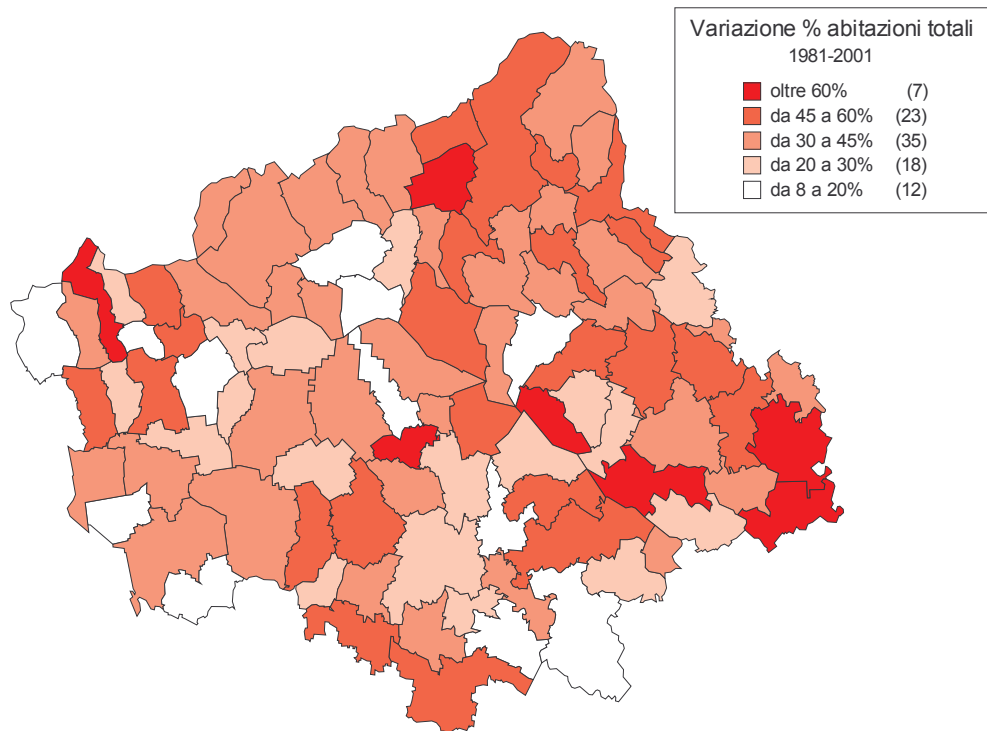 Variazione % abitazioni totali
1981-2001
oltre 60% (7)
da 45 a 60% (23)
da 30 a 45% (35)
da 20 a 30% (18)
da 8 a 20% (12)